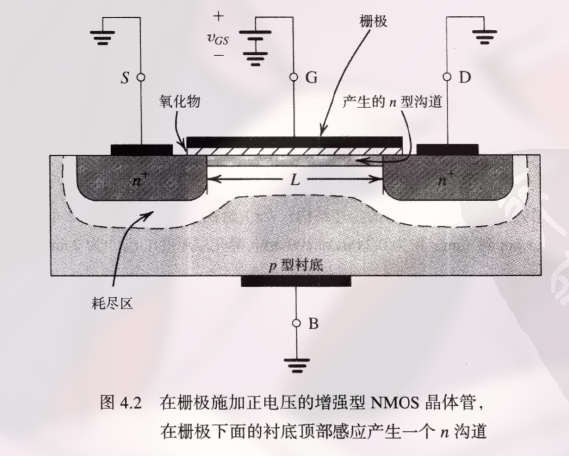 +
v_GS
−
栅极
S
G
D
氧化物
产生的 n 型沟道
n⁺
L
n⁺
p 型衬底
耗尽区
B
图 4.2 在栅极施加正电压的增强型 NMOS 晶体管，
在栅极下面的衬底顶部感应产生一个 n 沟道